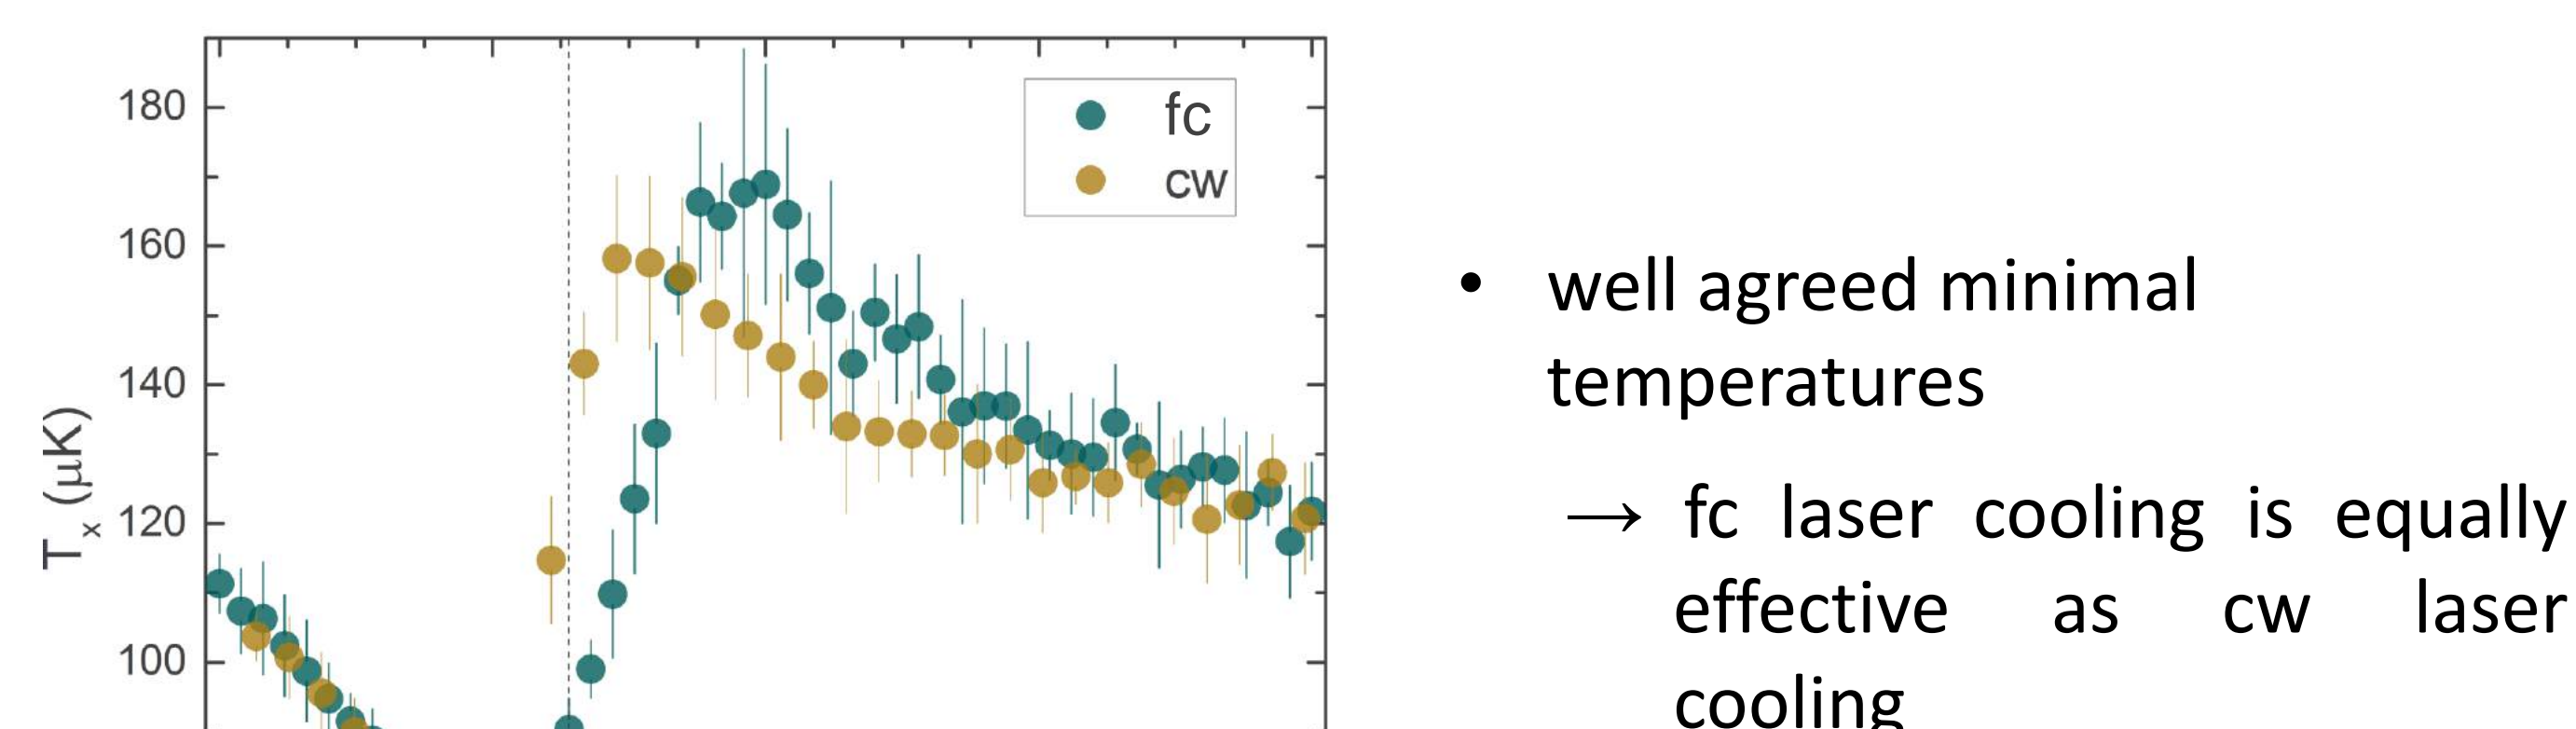 180
160
140
120
100
T_x (μK)
fc
cw
• well agreed minimal
temperatures
→ fc laser cooling is equally
effective as cw laser
cooling